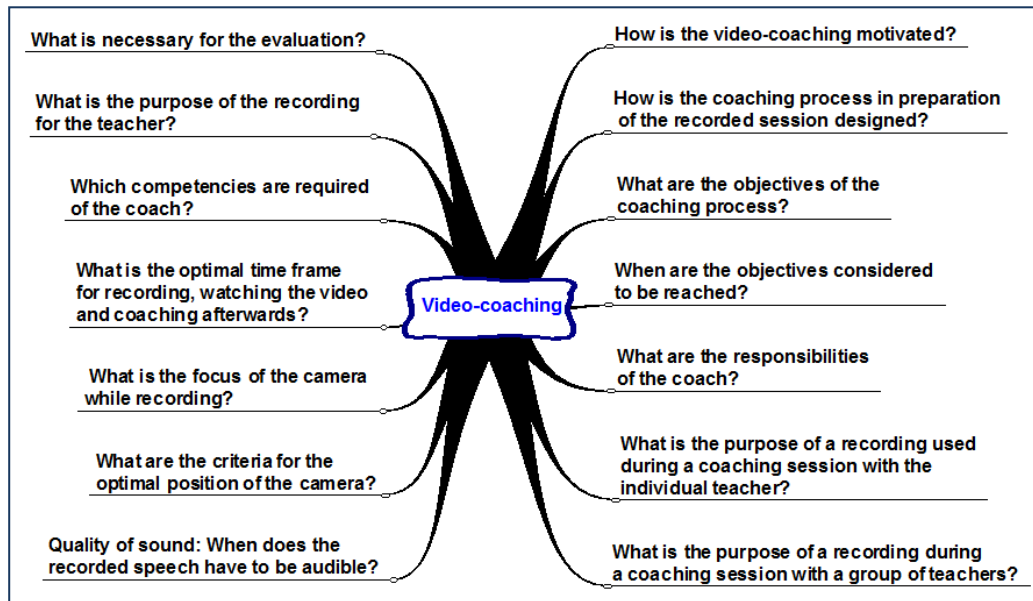 What is necessary for the evaluation?
What is the purpose of the recording
for the teacher?
Which competencies are required
of the coach?
What is the optimal time frame
for recording, watching the video
and coaching afterwards?
What is the focus of the camera
while recording?
What are the criteria for the
optimal position of the camera?
Quality of sound: When does the
recorded speech have to be audible?
Video-coaching
How is the video-coaching motivated?
How is the coaching process in preparation
of the recorded session designed?
What are the objectives of the
coaching process?
When are the objectives considered
to be reached?
What are the responsibilities
of the coach?
What is the purpose of a recording used
during a coaching session with the
individual teacher?
What is the purpose of a recording during
a coaching session with a group of teachers?